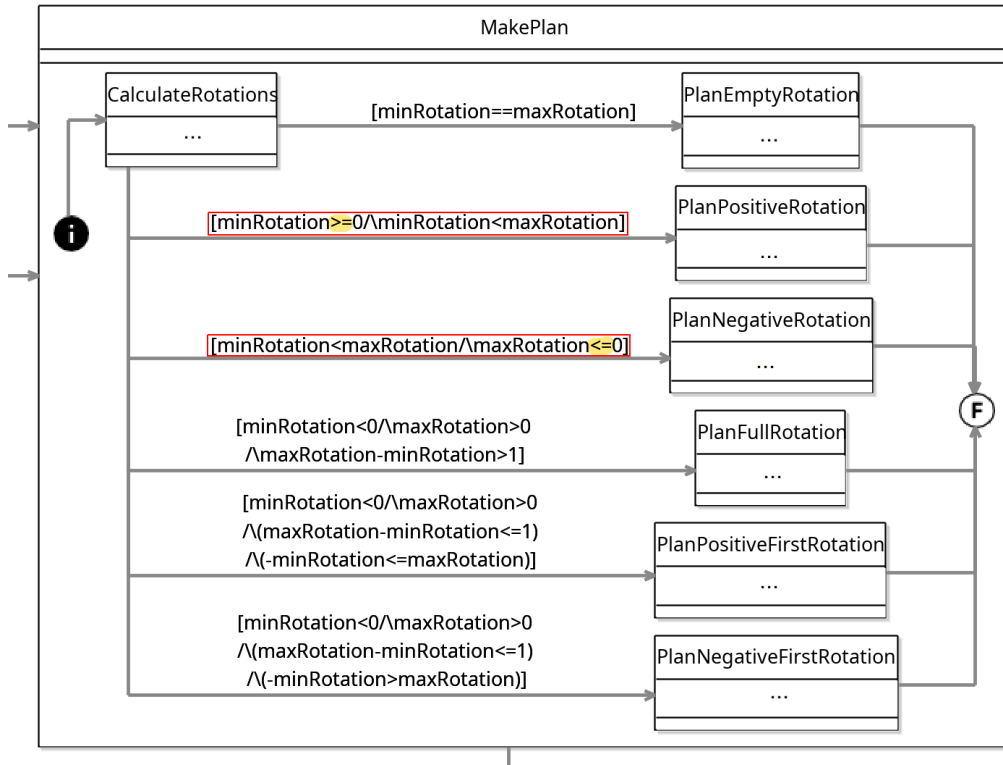 MakePlan
CalculateRotations
...
i
[minRotation==maxRotation]
PlanEmptyRotation
...
[minRotation>=0/\minRotation<maxRotation]
PlanPositiveRotation
...
[minRotation<maxRotation/\maxRotation<=0]
PlanNegativeRotation
...
F
[minRotation<0/\maxRotation>0
/\maxRotation-minRotation>1]
PlanFullRotation
...
[minRotation<0/\maxRotation>0
/\(maxRotation-minRotation<=1)
/\(-minRotation<=maxRotation)]
PlanPositiveFirstRotation
...
[minRotation<0/\maxRotation>0
/\(maxRotation-minRotation<=1)
/\(-minRotation>maxRotation)]
PlanNegativeFirstRotation
...